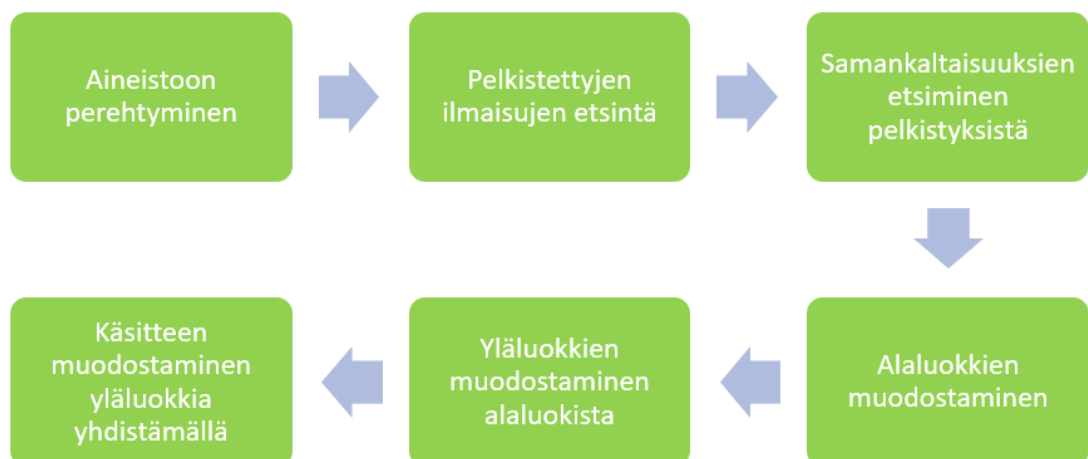 Aineistoon
perehtyminen
Pelkistettyjen
ilmaisujen etsintä
Samankaltaisuuksien
etsiminen
pelkistyksistä
Alaluokkien
muodostaminen
Yläluokkien
muodostaminen
alaluokista
Käsitteen
muodostaminen
yläluokkia
yhdistämällä